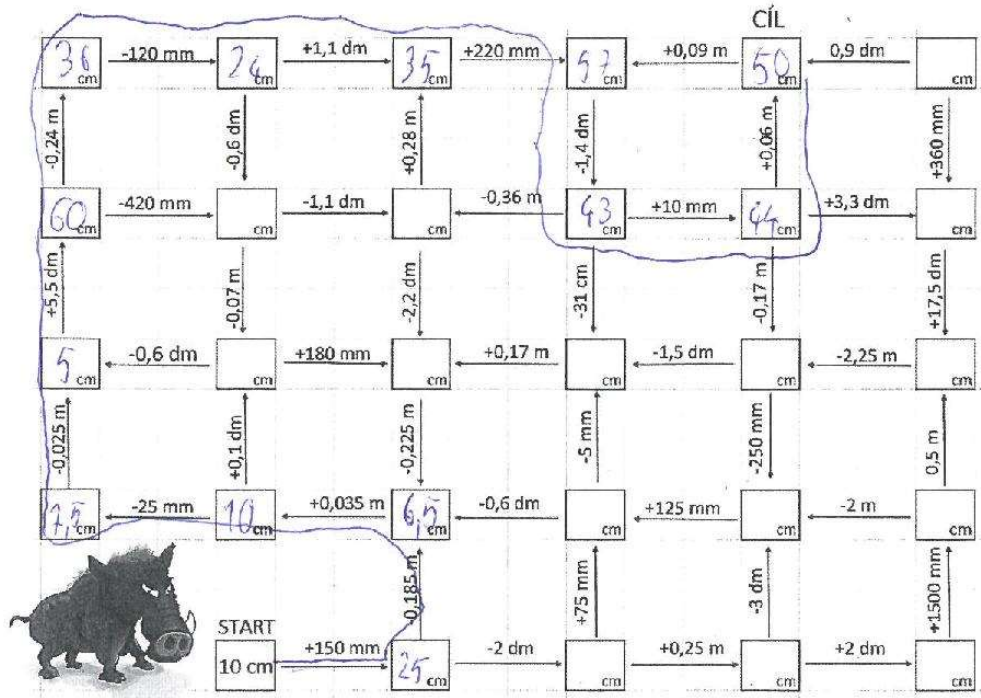 CÍL
36 cm -120 mm 24 cm +1,1 dm 35 cm +220 mm 57 cm +0,09 m 50 cm 0,9 dm cm
-0,24 m -0,6 dm +0,28 m -1,4 dm +0,06 m +360 mm
60 cm -420 mm cm -1,1 dm cm -0,36 m 43 cm +10 mm 44 cm +3,3 dm cm
+5,5 dm -0,07 m -2,2 dm -31 cm -0,17 m +17,5 dm
5 cm -0,6 dm cm +180 mm cm +0,17 m cm -1,5 dm cm -2,25 m cm
-0,025 m +0,1 dm -0,225 m -5 mm -250 mm 0,5 m
7,5 cm -25 mm 10 cm +0,035 m 6,5 cm -0,6 dm cm +125 mm cm -2 m cm
-0,185 m +75 mm -3 dm +1500 mm
START
10 cm +150 mm 25 cm -2 dm cm +0,25 m cm +2 dm cm